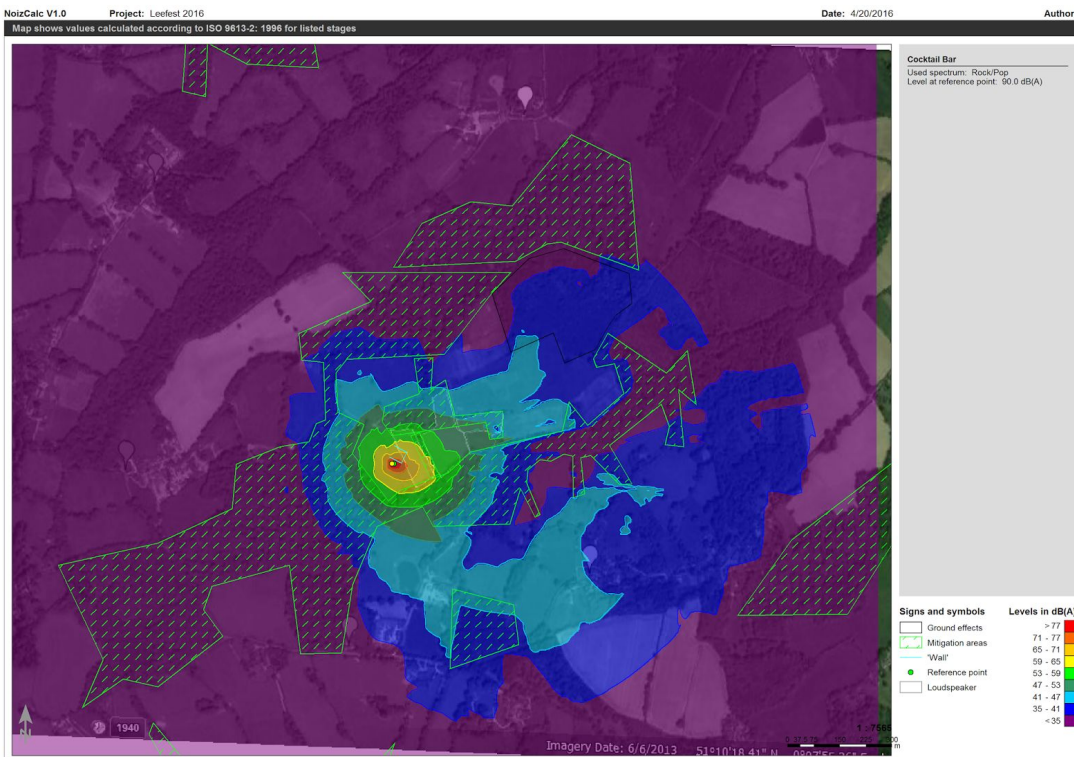 NoizCalc V1.0 Project: Leefest 2016 Date: 4/20/2016 Author
Map shows values calculated according to ISO 9613-2: 1996 for listed stages
Cocktail Bar
Used spectrum: Rock/Pop
Level at reference point: 90.0 dB(A)
Signs and symbols
Ground effects
Mitigation areas
'Wall'
Reference point
Loudspeaker
Levels in dB(A)
>77
71 - 77
65 - 71
59 - 65
53 - 59
47 - 53
41 - 47
35 - 41
<35
1940
Imagery Date: 6/6/2013 51°10'18.41" N
m